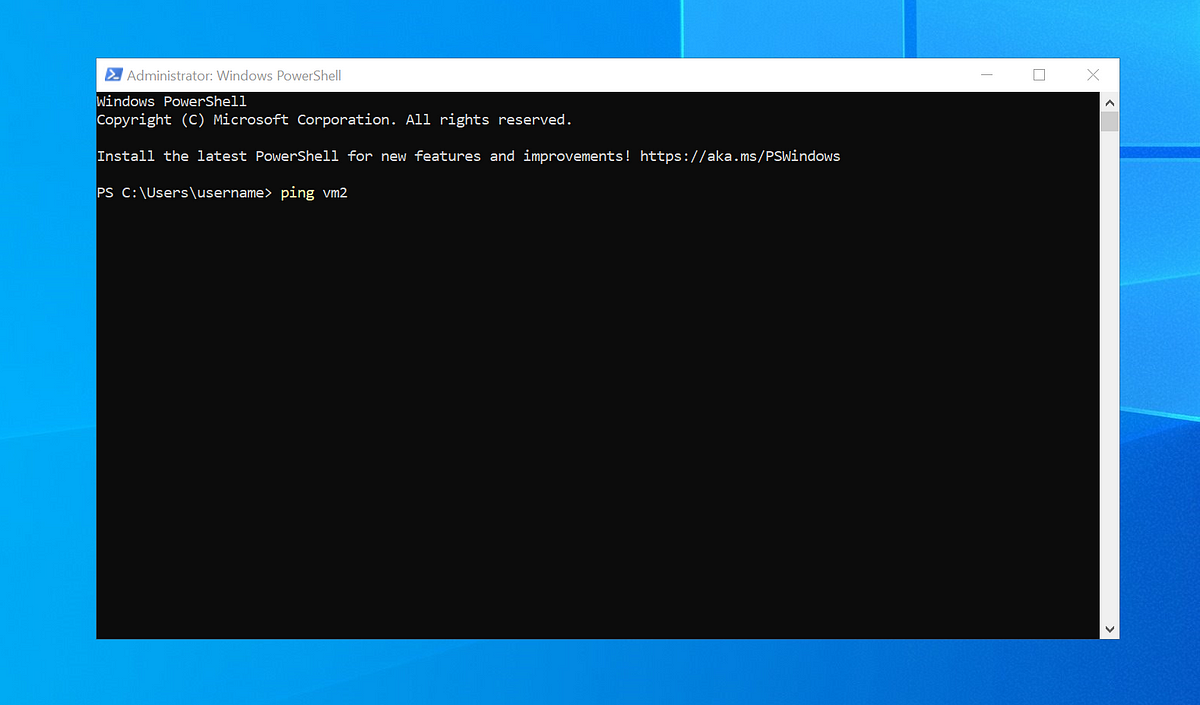 Administrator: Windows PowerShell
Windows PowerShell
Copyright (C) Microsoft Corporation. All rights reserved.
Install the latest PowerShell for new features and improvements! https://aka.ms/PSWindows
PS C:\Users\username> ping vm2